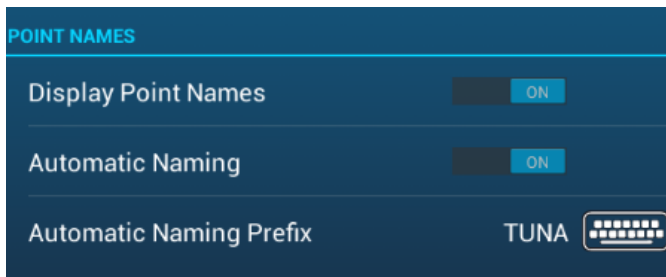 POINT NAMES
Display Point Names ON
Automatic Naming ON
Automatic Naming Prefix TUNA